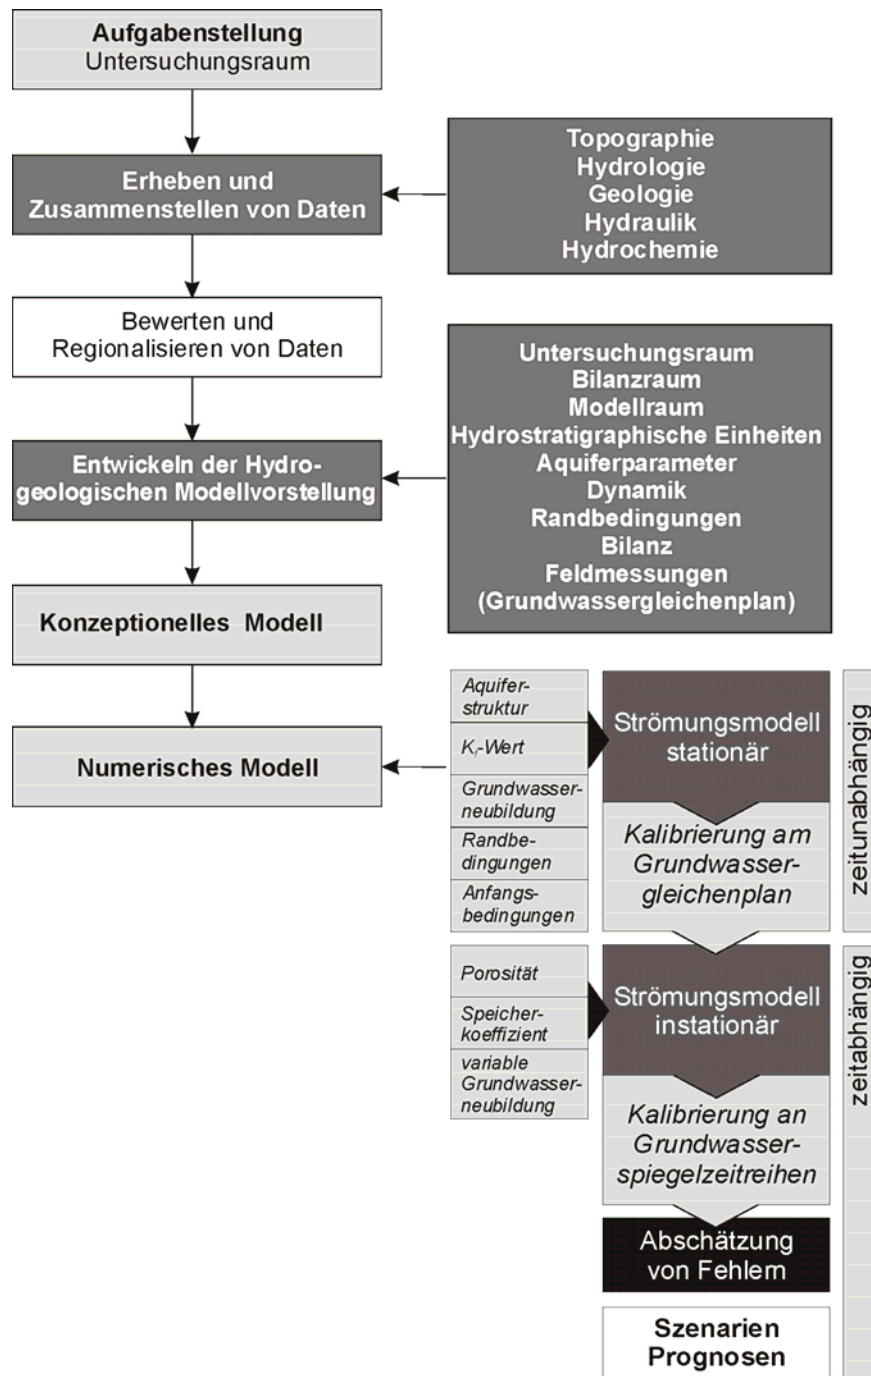 Aufgabenstellung
Untersuchungsraum
Erheben und
Zusammenstellen von Daten
Topographie
Hydrologie
Geologie
Hydraulik
Hydrochemie
Bewerten und
Regionalisieren von Daten
Entwickeln der Hydro-
geologischen Modellvorstellung
Untersuchungsraum
Bilanzraum
Modellraum
Hydrostratigraphische Einheiten
Aquiferparameter
Dynamik
Randbedingungen
Bilanz
Feldmessungen
(Grundwassergleichenplan)
Konzeptionelles Modell
Numerisches Modell
Aquifer-
struktur
Kf-Wert
Grundwasser-
neubildung
Randbe-
dingungen
Anfangs-
bedingungen
Strömungsmodell
stationär
Kalibrierung am
Grundwasser-
gleichenplan
zeitunabhängig
Porosität
Speicher-
koeffizient
variable
Grundwasser-
neubildung
Strömungsmodell
instationär
Kalibrierung an
Grundwasser-
spiegelzeitreihen
Abschätzung
von Fehlern
Szenarien
Prognosen
zeitabhängig